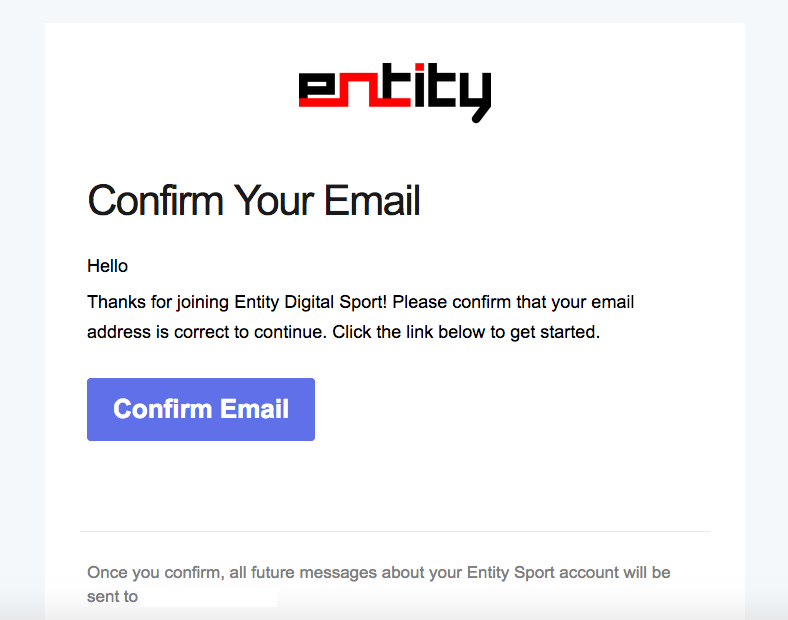 entity
Confirm Your Email
Hello
Thanks for joining Entity Digital Sport! Please confirm that your email
address is correct to continue. Click the link below to get started.
Confirm Email
Once you confirm, all future messages about your Entity Sport account will be
sent to